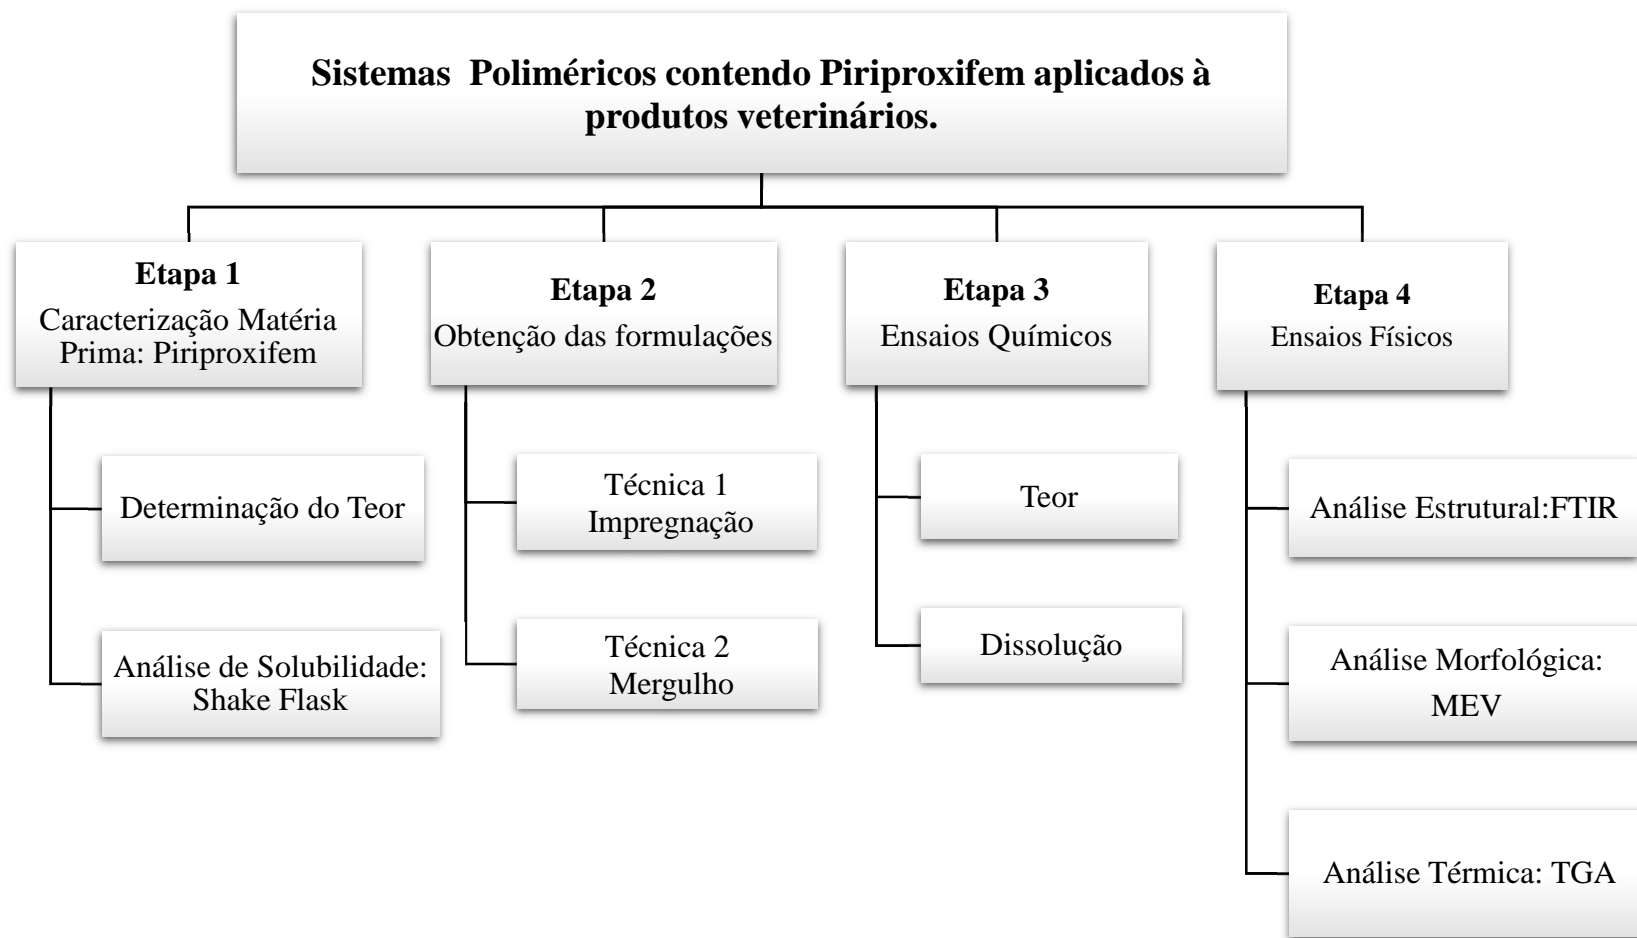 Sistemas Poliméricos contendo Piriproxifem aplicados à
produtos veterinários.
Etapa 1
Caracterização Matéria
Prima: Piriproxifem
Determinação do Teor
Análise de Solubilidade:
Shake Flask
Etapa 2
Obtenção das formulações
Técnica 1
Impregnação
Técnica 2
Mergulho
Etapa 3
Ensaios Químicos
Teor
Dissolução
Etapa 4
Ensaios Físicos
Análise Estrutural:FTIR
Análise Morfológica:
MEV
Análise Térmica: TGA